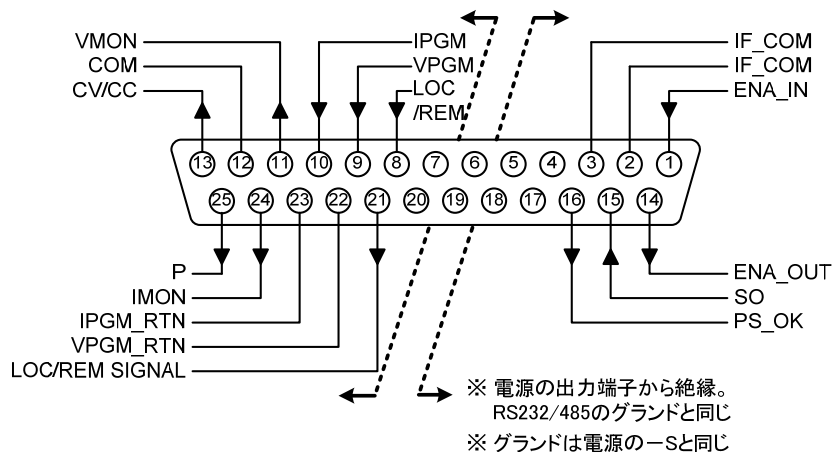 VMON
COM
CV/CC
IPGM
VPGM
LOC
/REM
IF_COM
IF_COM
ENA_IN
13 12 11 10 9 8 7 6 5 4 3 2 1
25 24 23 22 21 20 19 18 17 16 15 14
P
IMON
IPGM_RTN
VPGM_RTN
LOC/REM SIGNAL
ENA_OUT
SO
PS_OK
※ 電源の出力端子から絶縁。
RS232/485のグランドと同じ
※ グランドは電源の－Sと同じ